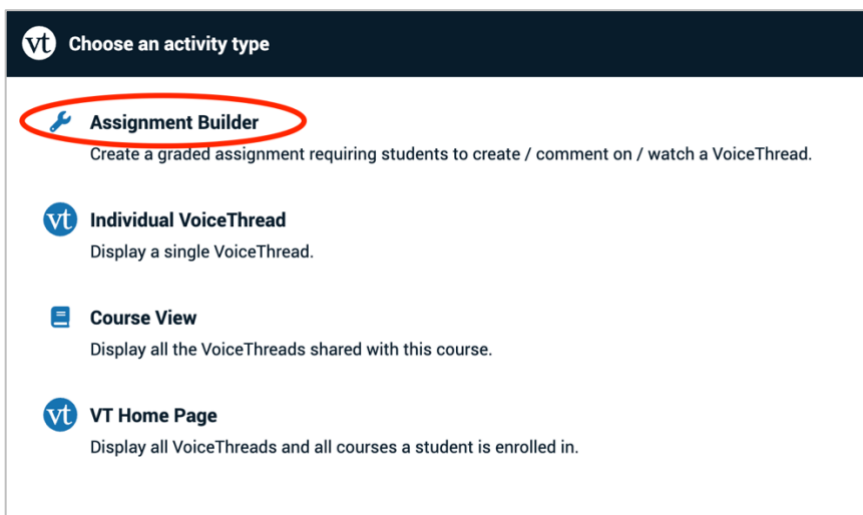 vt Choose an activity type
Assignment Builder
Create a graded assignment requiring students to create / comment on / watch a VoiceThread.
vt Individual VoiceThread
Display a single VoiceThread.
Course View
Display all the VoiceThreads shared with this course.
vt VT Home Page
Display all VoiceThreads and all courses a student is enrolled in.